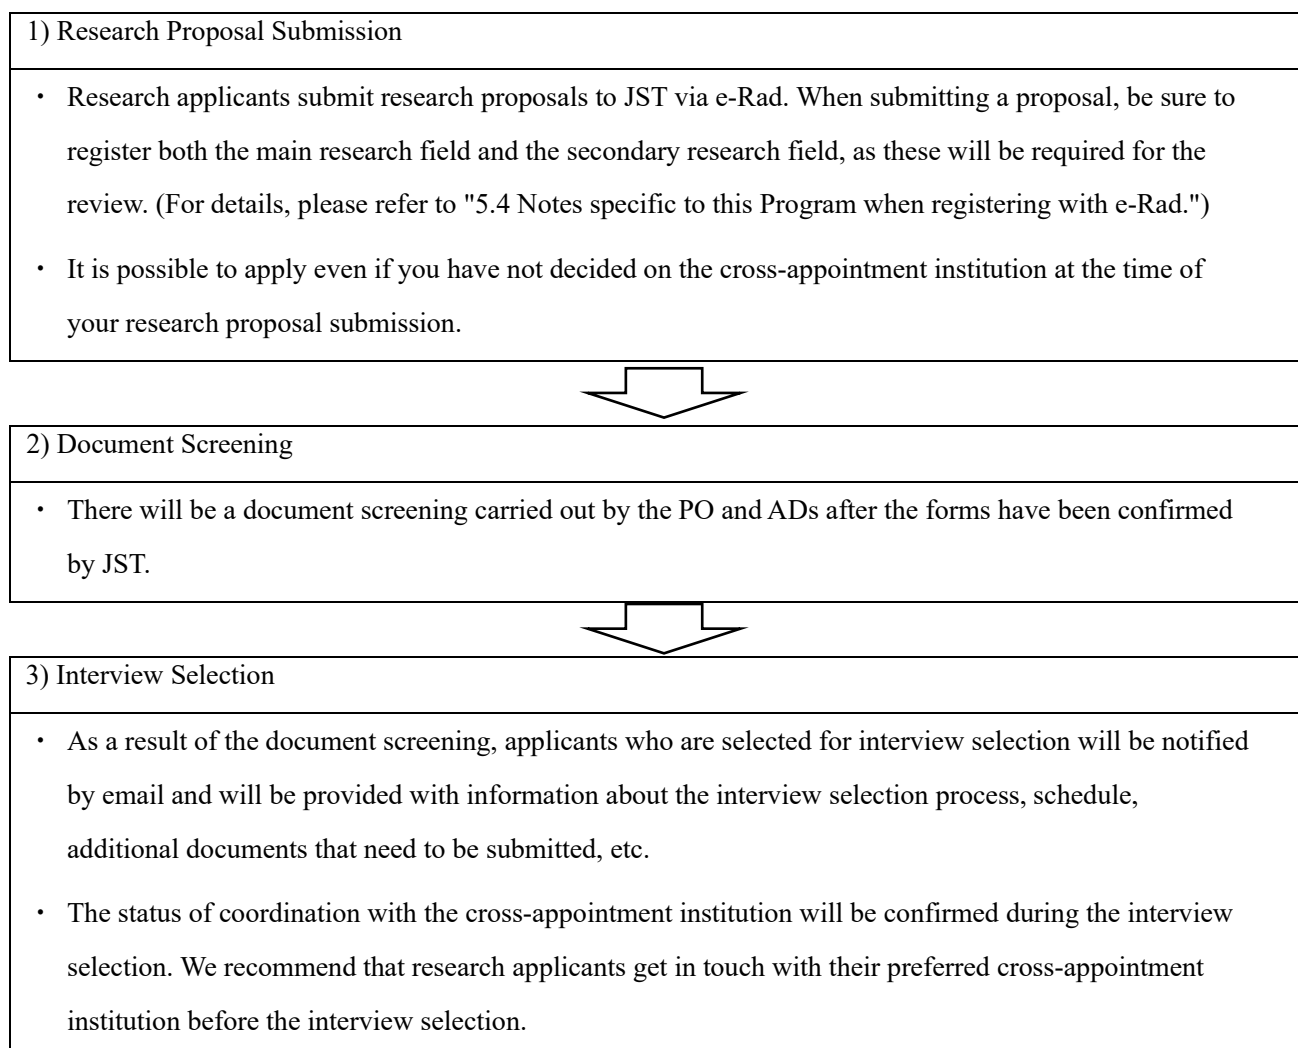 1) Research Proposal Submission
・ Research applicants submit research proposals to JST via e-Rad. When submitting a proposal, be sure to
register both the main research field and the secondary research field, as these will be required for the
review. (For details, please refer to "5.4 Notes specific to this Program when registering with e-Rad.")
・ It is possible to apply even if you have not decided on the cross-appointment institution at the time of
your research proposal submission.
2) Document Screening
・ There will be a document screening carried out by the PO and ADs after the forms have been confirmed
by JST.
3) Interview Selection
・ As a result of the document screening, applicants who are selected for interview selection will be notified
by email and will be provided with information about the interview selection process, schedule,
additional documents that need to be submitted, etc.
・ The status of coordination with the cross-appointment institution will be confirmed during the interview
selection. We recommend that research applicants get in touch with their preferred cross-appointment
institution before the interview selection.